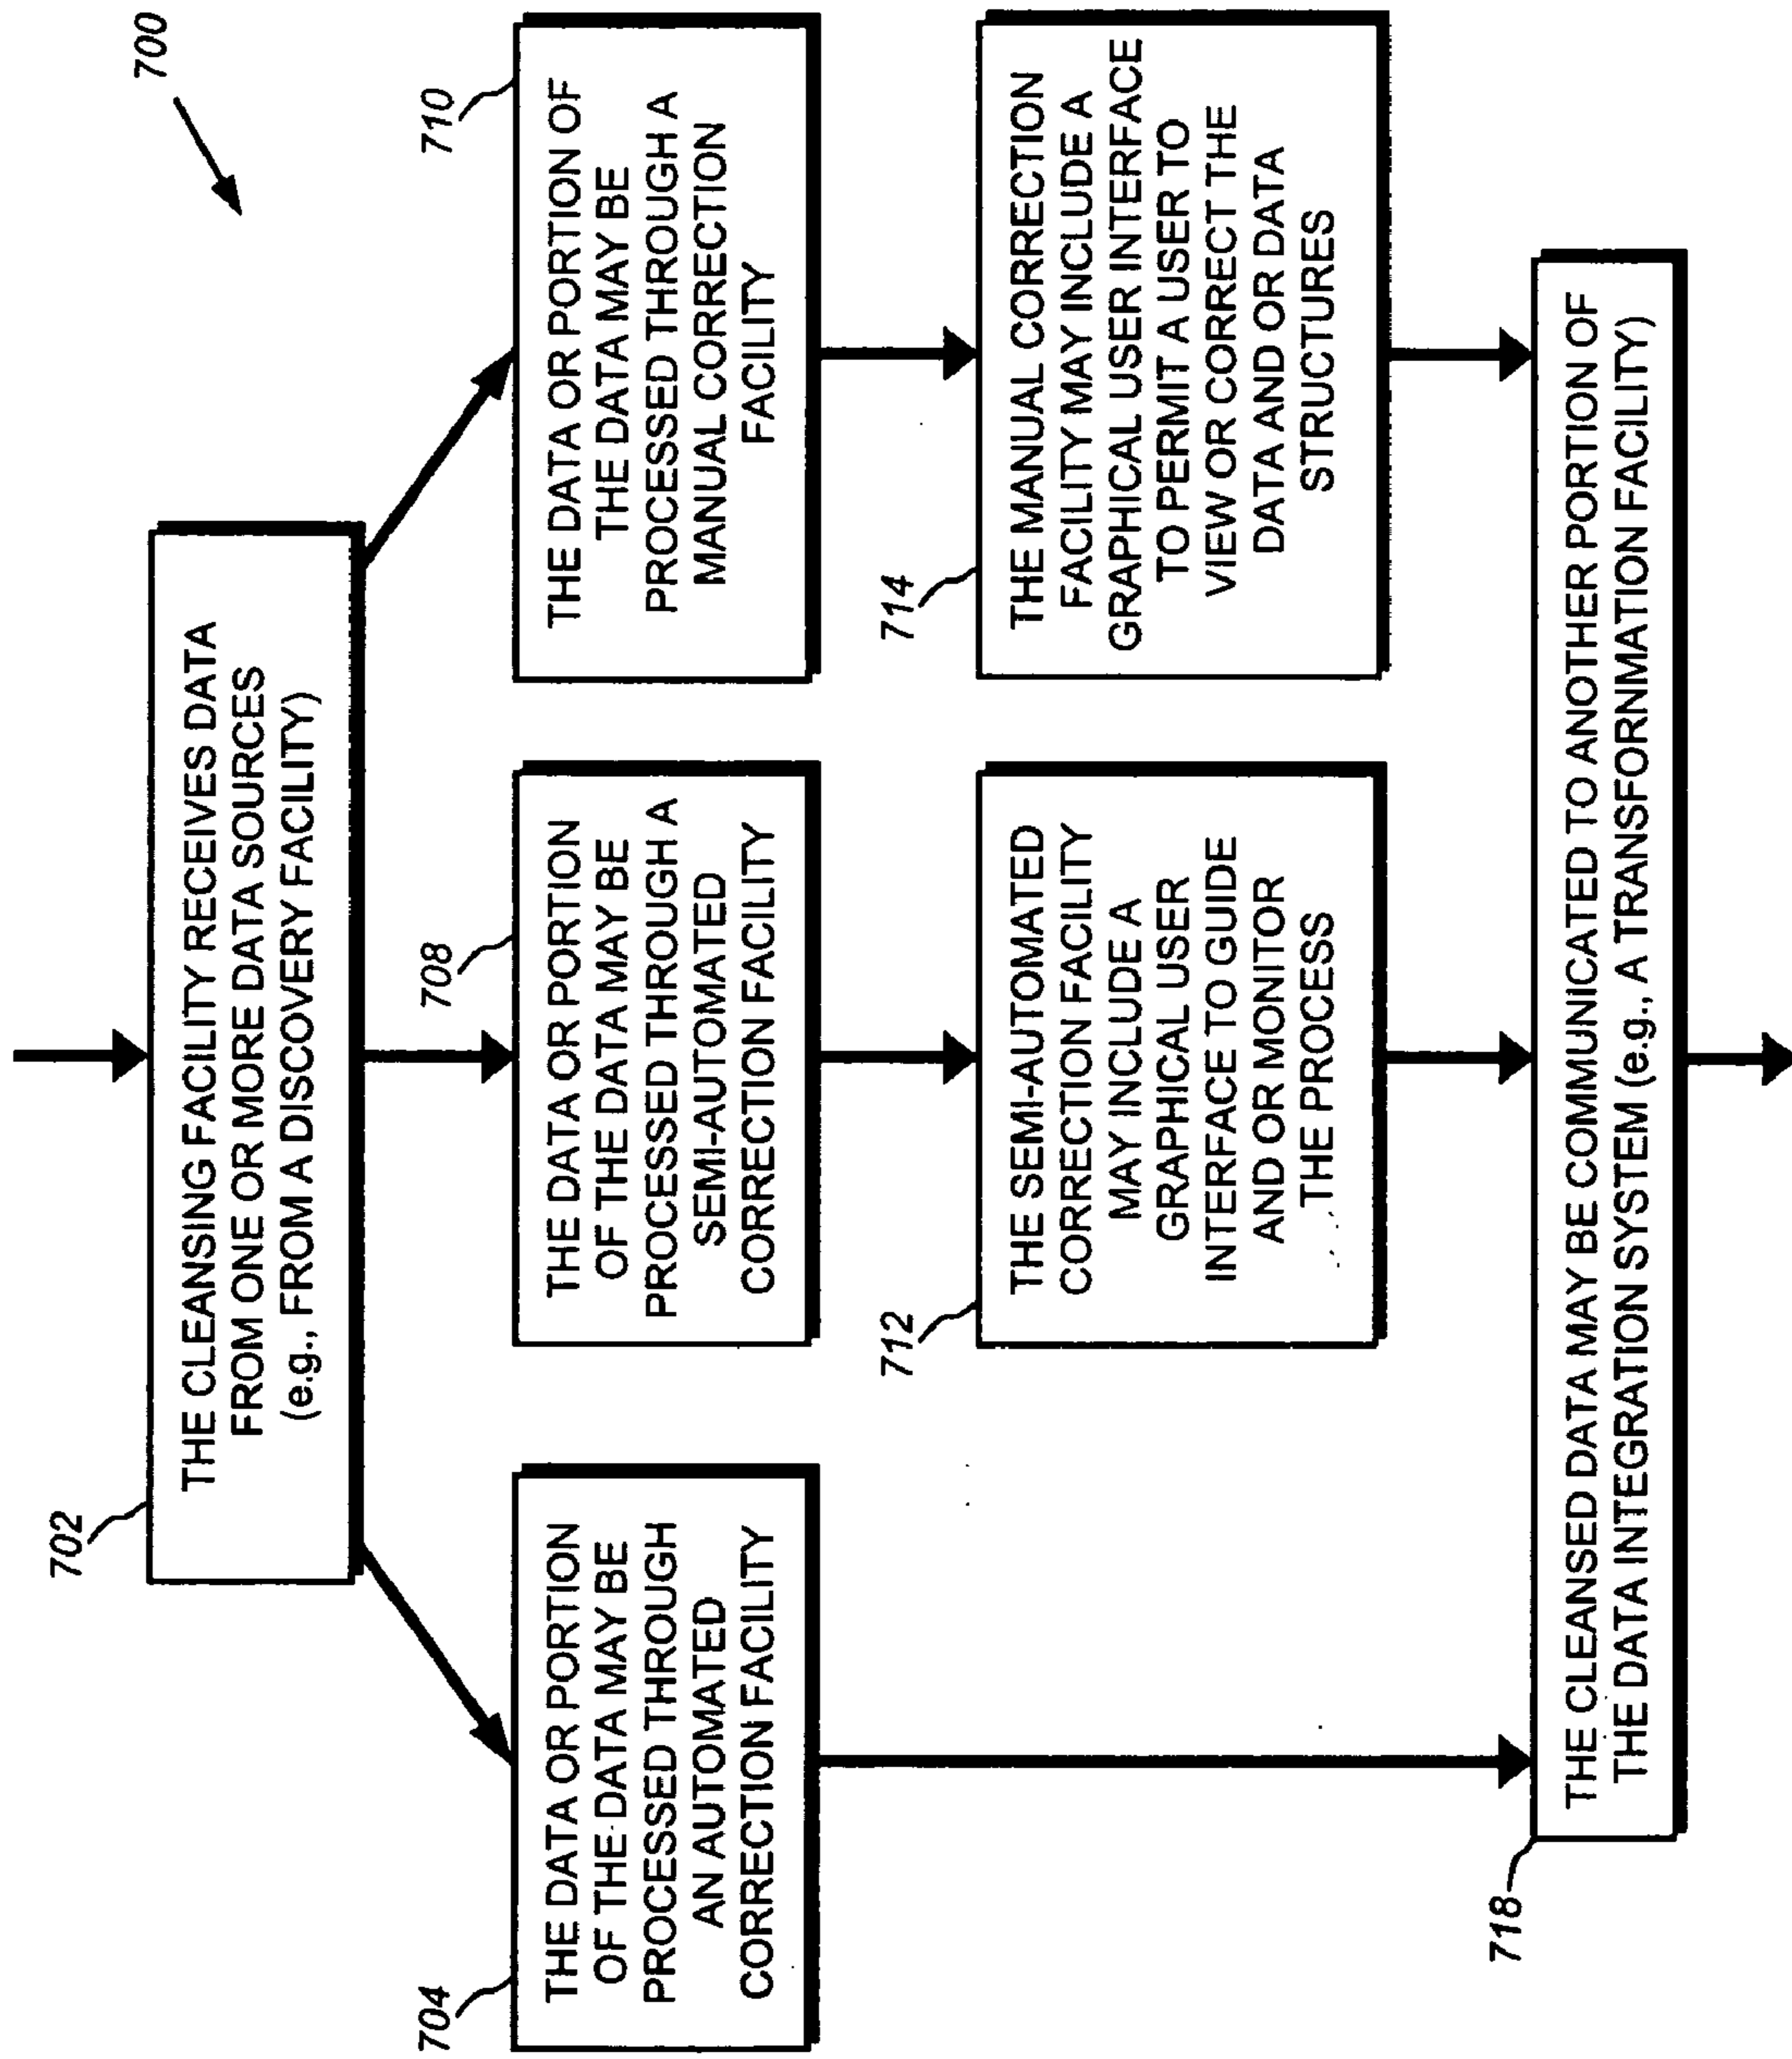 700
702
THE CLEANSING FACILITY RECEIVES DATA
FROM ONE OR MORE DATA SOURCES
(e.g., FROM A DISCOVERY FACILITY)
704
THE DATA OR PORTION
OF THE DATA MAY BE
PROCESSED THROUGH
AN AUTOMATED
CORRECTION FACILITY
708
THE DATA OR PORTION
OF THE DATA MAY BE
PROCESSED THROUGH A
SEMI-AUTOMATED
CORRECTION FACILITY
710
THE DATA OR PORTION OF
THE DATA MAY BE
PROCESSED THROUGH A
MANUAL CORRECTION
FACILITY
712
THE SEMI-AUTOMATED
CORRECTION FACILITY
MAY INCLUDE A
GRAPHICAL USER
INTERFACE TO GUIDE
AND OR MONITOR
THE PROCESS
714
THE MANUAL CORRECTION
FACILITY MAY INCLUDE A
GRAPHICAL USER INTERFACE
TO PERMIT A USER TO
VIEW OR CORRECT THE
DATA AND OR DATA
STRUCTURES
718
THE CLEANSED DATA MAY BE COMMUNICATED TO ANOTHER PORTION OF
THE DATA INTEGRATION SYSTEM (e.g., A TRANSFORNMATION FACILITY)